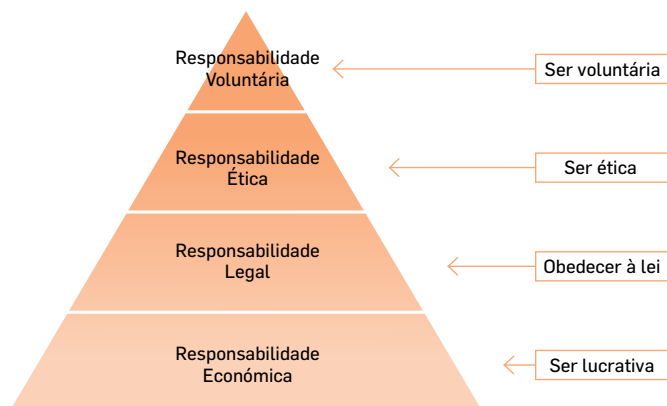 Responsabilidade
Voluntária
Ser voluntária
Responsabilidade
Ética
Ser ética
Responsabilidade
Legal
Obedecer à lei
Responsabilidade
Económica
Ser lucrativa